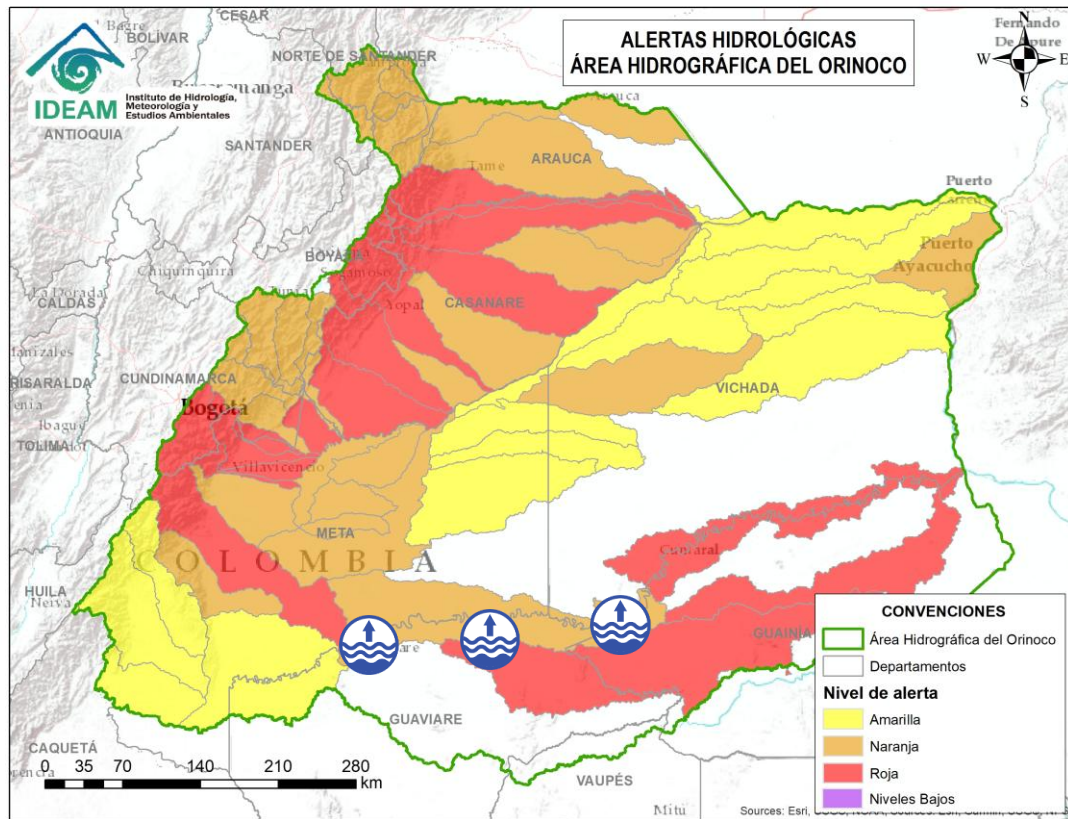 CESAR
BOLÍVAR
NORTE DE SANTANDER
ALERTAS HIDROLÓGICAS
ÁREA HIDROGRÁFICA DEL ORINOCO
Fernando
De Apure
N
W
E
S
IDEAM
Instituto de Hidrología,
Meteorología y
Estudios Ambientales
ANTIOQUIA
SANTANDER
Tame
ARAUCA
Puerto
BOYACÁ
Chiquinquira
Puerto
Ayacucho
La Dorada
CALDAS
Yopal
CASANARE
RISARALDA
CUNDINAMARCA
VICHADA
Bogotá
Ibague
TOLIMA
Villavicencio
META
COLOMBIA
HUILA
Neiva
GUAINÍA
GUAVIARE
CAQUETÁ
VAUPÉS
Mitú
0 35 70 140 210 280
km
CONVENCIONES
Área Hidrográfica del Orinoco
Departamentos
Nivel de alerta
Amarilla
Naranja
Roja
Niveles Bajos
Sources: Esri,